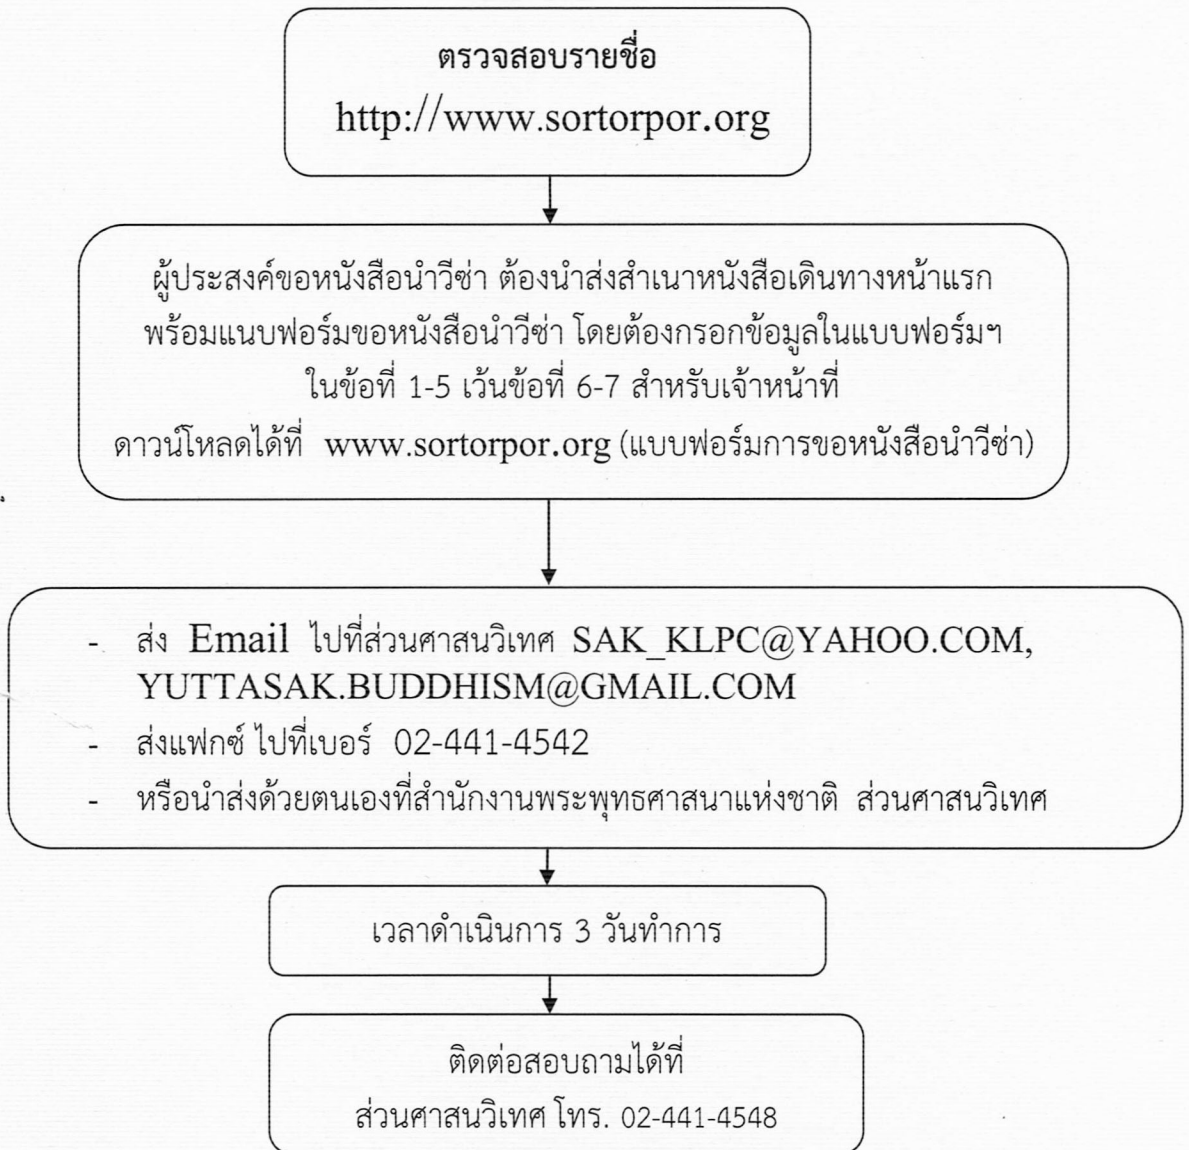 ตรวจสอบรายชื่อ
http://www.sortorpor.org
ผู้ประสงค์ขอหนังสือนำวีซ่า ต้องนำส่งสำเนาหนังสือเดินทางหน้าแรก
พร้อมแนบฟอร์มขอหนังสือนำวีซ่า โดยต้องกรอกข้อมูลในแบบฟอร์มฯ
ในข้อที่ 1-5 เว้นข้อที่ 6-7 สำหรับเจ้าหน้าที่
ดาวน์โหลดได้ที่ www.sortorpor.org (แบบฟอร์มการขอหนังสือนำวีซ่า)
- ส่ง Email ไปที่ส่วนศาสนวิเทศ SAK_KLPC@YAHOO.COM,
YUTTASAK.BUDDHISM@GMAIL.COM
- ส่งแฟกซ์ ไปที่เบอร์ 02-441-4542
- หรือนำส่งด้วยตนเองที่สำนักงานพระพุทธศาสนาแห่งชาติ ส่วนศาสนวิเทศ
เวลาดำเนินการ 3 วันทำการ
ติดต่อสอบถามได้ที่
ส่วนศาสนวิเทศ โทร. 02-441-4548